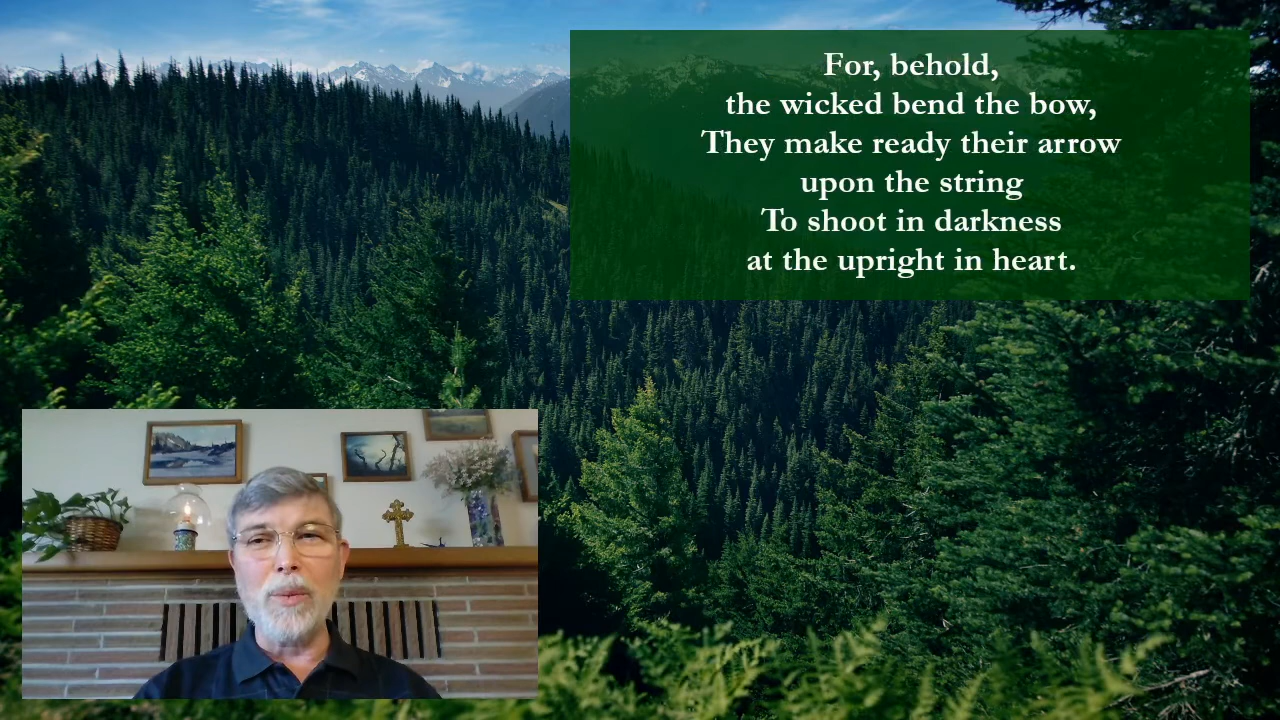 For, behold,
the wicked bend the bow,
They make ready their arrow
upon the string
To shoot in darkness
at the upright in heart.